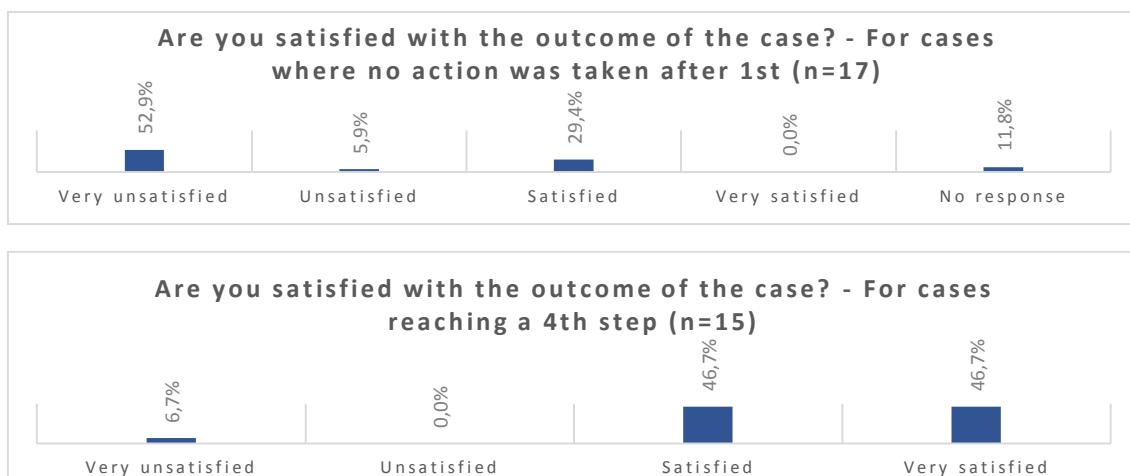 Are you satisfied with the outcome of the case? - For cases
where no action was taken after 1st (n=17)
52,9%
5,9%
29,4%
0,0%
11,8%
Very unsatisfied
Unsatisfied
Satisfied
Very satisfied
No response
Are you satisfied with the outcome of the case? - For cases
reaching a 4th step (n=15)
6,7%
0,0%
46,7%
46,7%
Very unsatisfied
Unsatisfied
Satisfied
Very satisfied